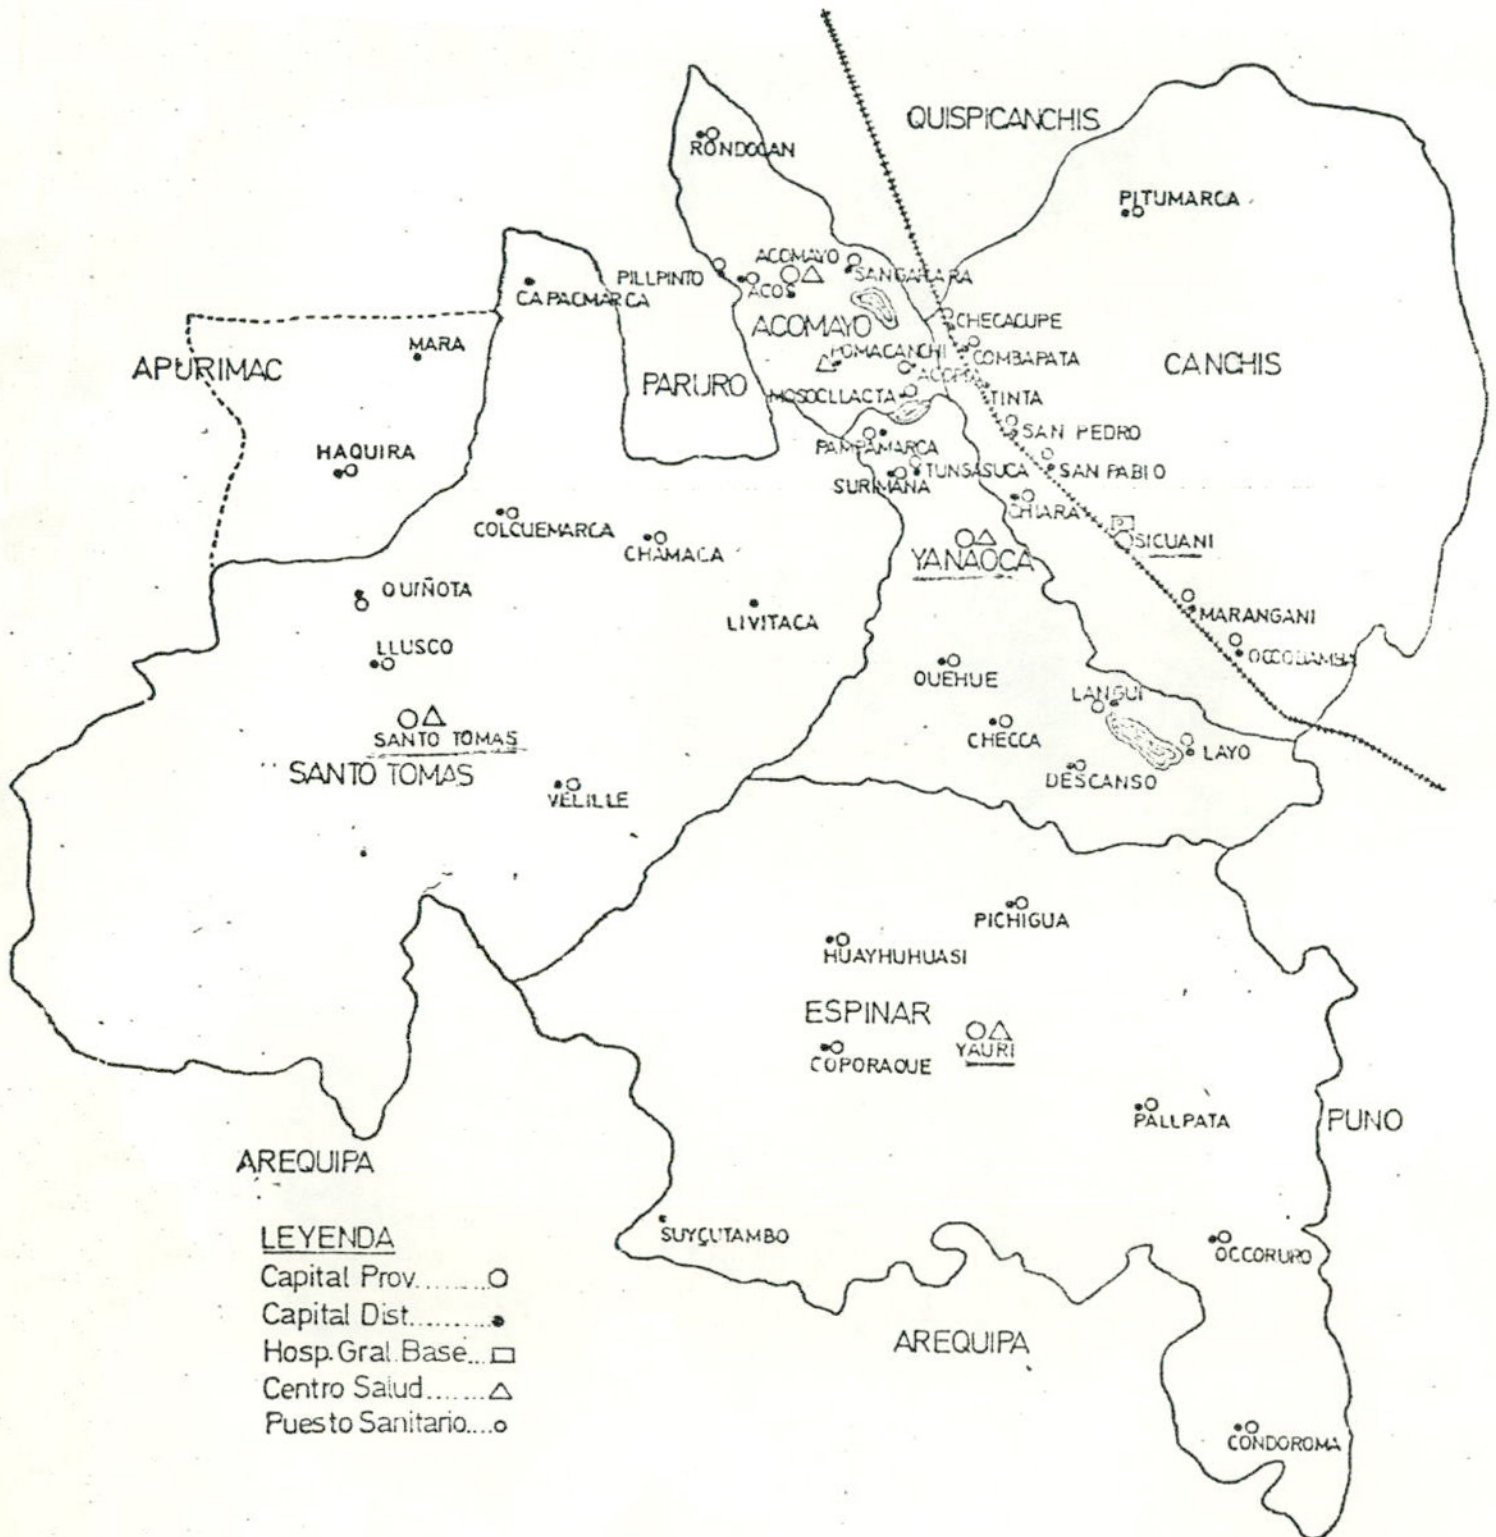 QUISPICANCHIS
RONDOCAN
PITUMARCA
ACOMAYO
PILLPINTO
SANGARARA
ACOS
CAPACMARCA
ACOMAYO
CHECACUPE
MARA
POMACANCHI
COMBAPATA
CANCHIS
APURIMAC
ACOPIA
PARURO
MOSOCLLACTA
TINTA
SAN PEDRO
PAMPAMARCA
HAQUIRA
TUNSASUCA
SAN PABLO
SURIMANA
CHIARA
COLCUEMARCA
SICUANI
CHAMACA
YANAOCA
QUIÑOTA
MARANGANI
LIVITACA
LLUSCO
OCCOBAMBA
QUEHUE
LANGUI
SANTO TOMAS
CHECCA
LAYO
SANTO TOMAS
DESCANSO
VELILLE
PICHIGUA
HUAYHUHUASI
ESPINAR
YAURI
COPORAQUE
PALLPATA
PUNO
AREQUIPA
SUYCUTAMBO
LEYENDA
OCCORURO
Capital Prov.........
Capital Dist..........
AREQUIPA
Hosp. Gral. Base...
Centro Salud.......
Puesto Sanitario....
CONDOROMA